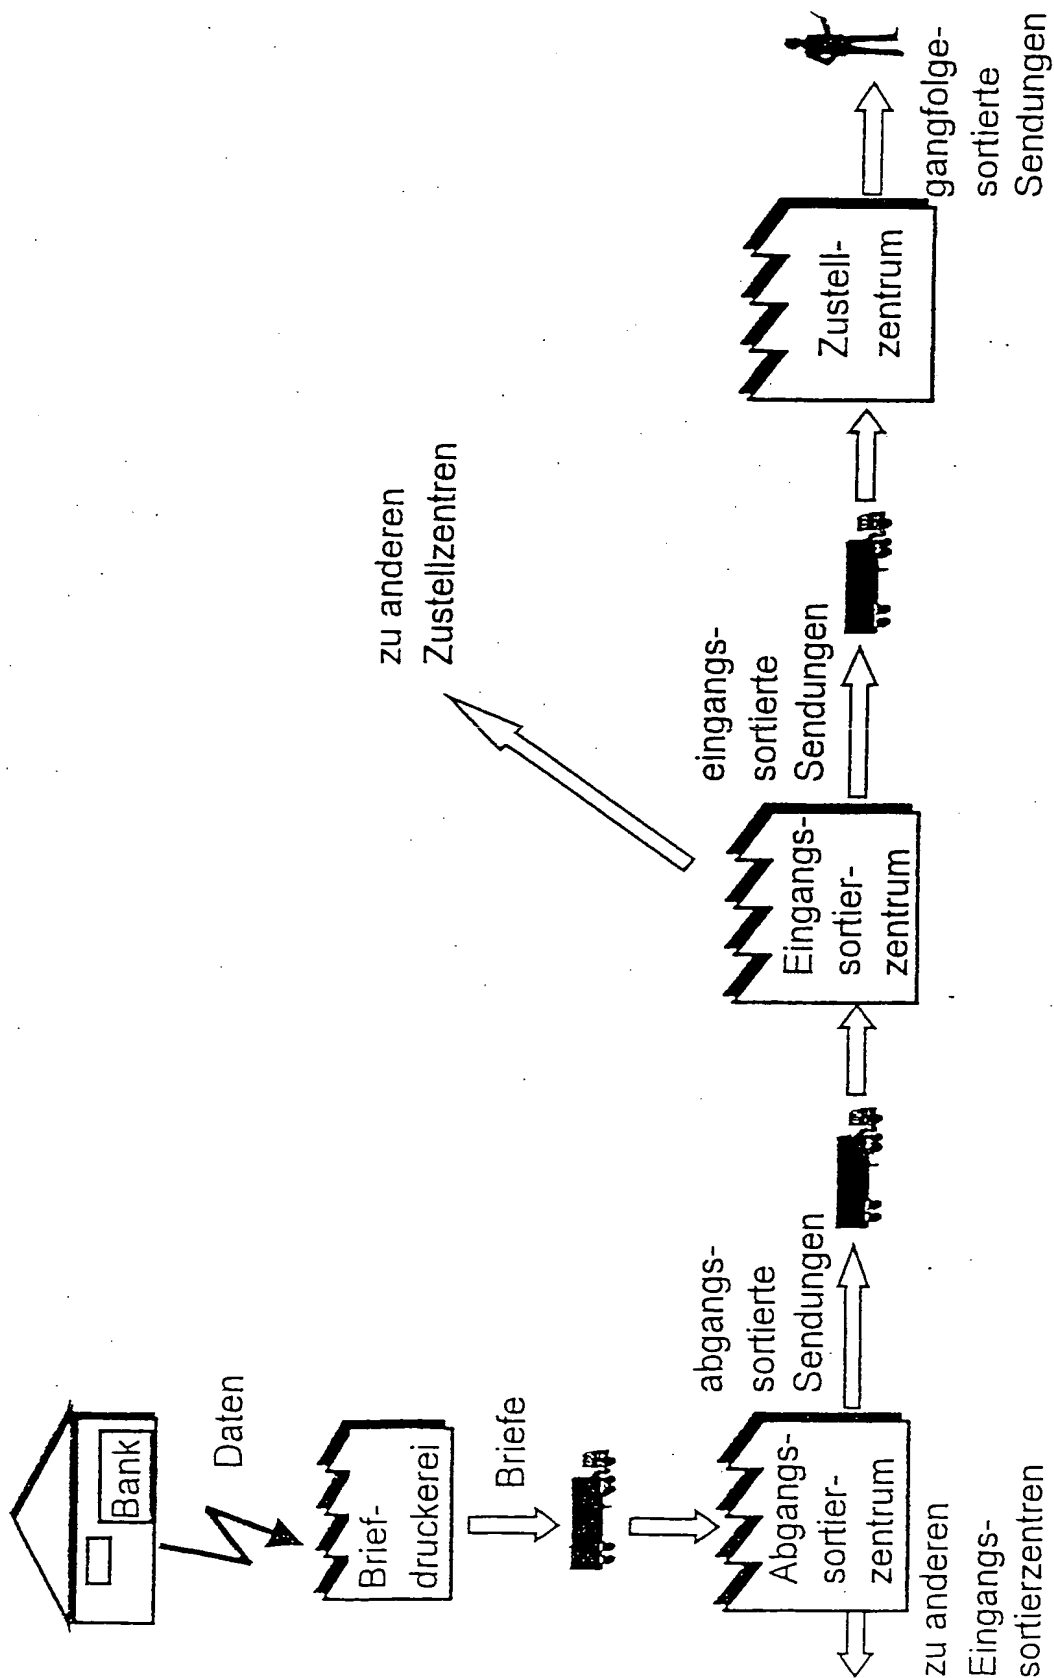 Bank
Daten
Brief-
druckerei
Briefe
Abgangs-
sortier-
zentrum
zu anderen
Eingangs-
sortierzentren
abgangs-
sortierte
Sendungen
Eingangs-
sortier-
zentrum
zu anderen
Zustellzentren
eingangs-
sortierte
Sendungen
Zustell-
zentrum
gangfolge-
sortierte
Sendungen